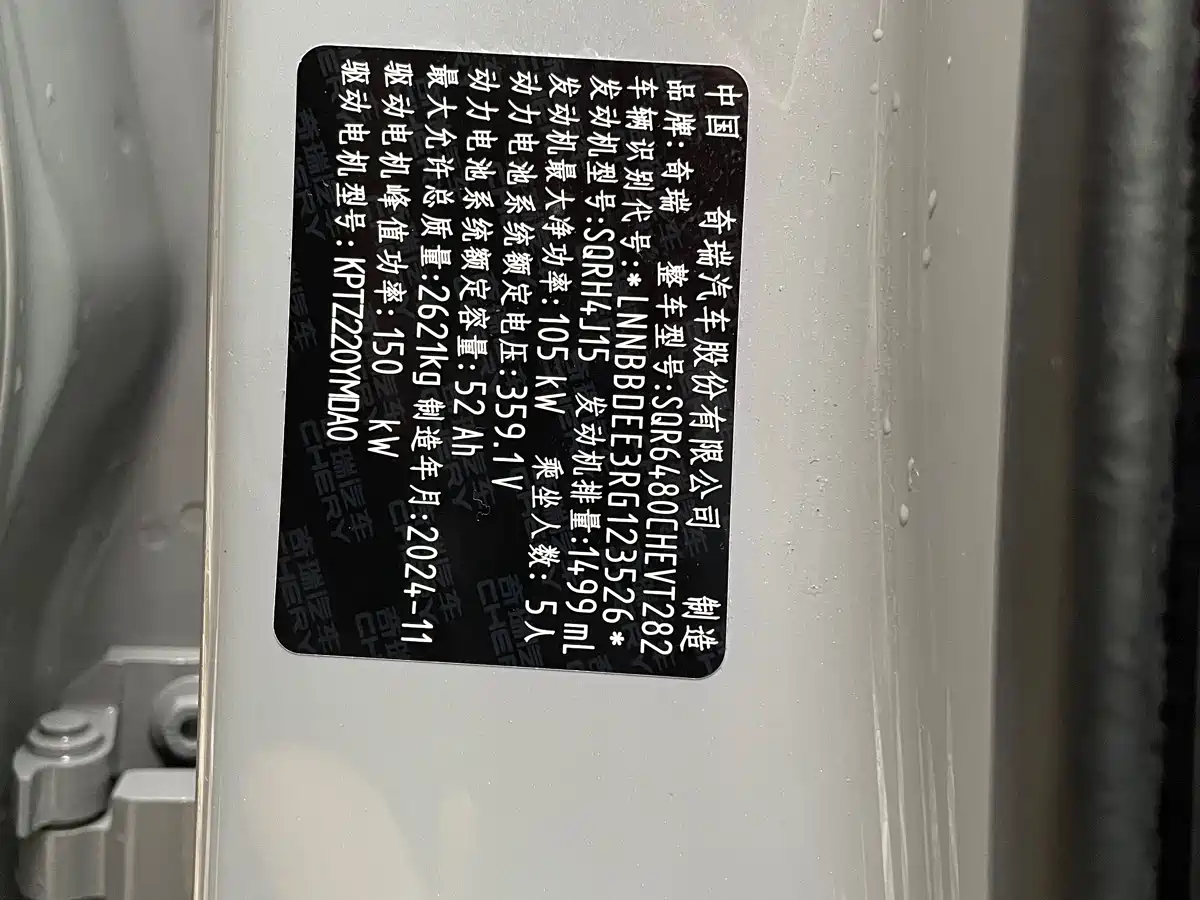 中国 奇瑞汽车股份有限公司 制造
品牌:奇瑞 整车型号:SQR6480CHEVT282
车辆识别代号:*LNNBBDEE3RG123526*
发动机型号:SQRH4J15 发动机排量:1499mL
发动机最大净功率:105 kW 乘坐人数: 5人
动力电池系统额定电压:359.1V
动力电池系统额定容量:52Ah
最大允许总质量:2621kg 制造年月:2024-11
驱动电机峰值功率:150 kW
驱动电机型号:KPTZ220YMDA0